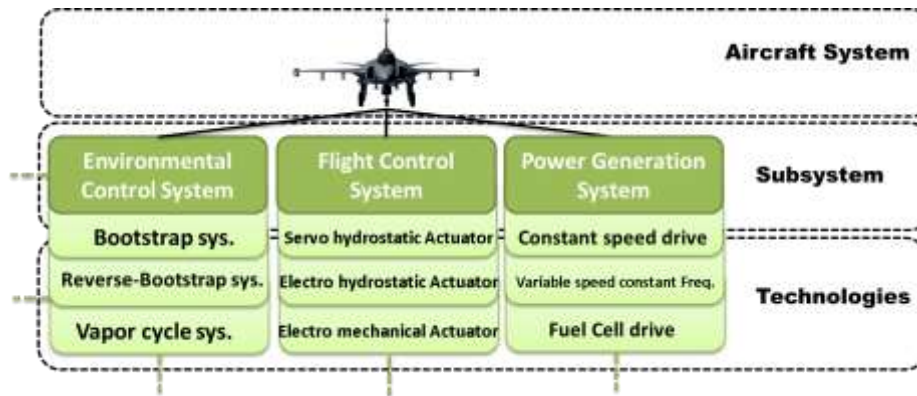 Aircraft System
Environmental
Control System
Flight Control
System
Power Generation
System
Subsystem
Bootstrap sys.
Servo hydrostatic Actuator
Constant speed drive
Reverse-Bootstrap sys.
Electro hydrostatic Actuator
Variable speed constant Freq.
Technologies
Vapor cycle sys.
Electro mechanical Actuator
Fuel Cell drive